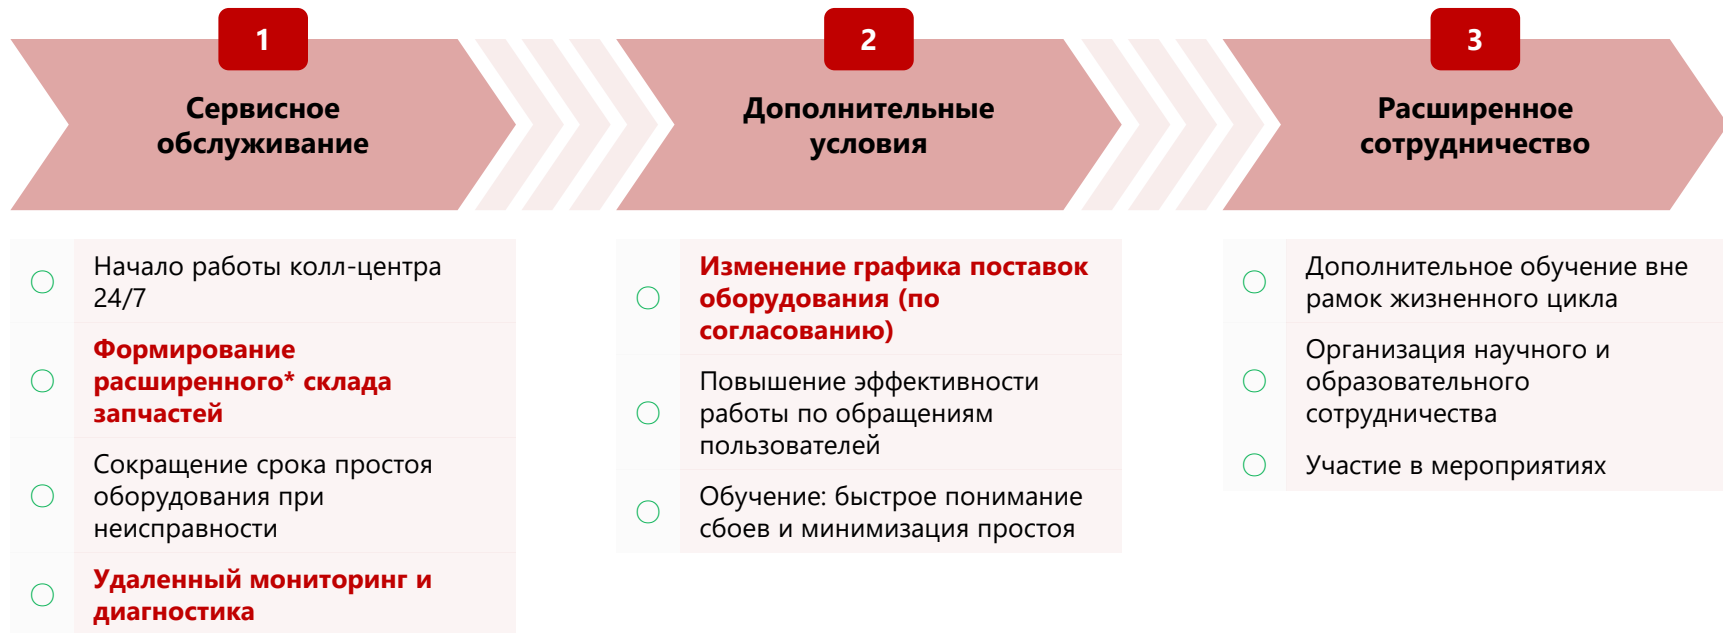 1
Сервисное
обслуживание
Начало работы колл-центра
24/7
Формирование
расширенного* склада
запчастей
Сокращение срока простоя
оборудования при
неисправности
Удаленный мониторинг и
диагностика
2
Дополнительные
условия
Изменение графика поставок
оборудования (по
согласованию)
Повышение эффективности
работы по обращениям
пользователей
Обучение: быстрое понимание
сбоев и минимизация простоя
3
Расширенное
сотрудничество
Дополнительное обучение вне
рамок жизненного цикла
Организация научного и
образовательного
сотрудничества
Участие в мероприятиях